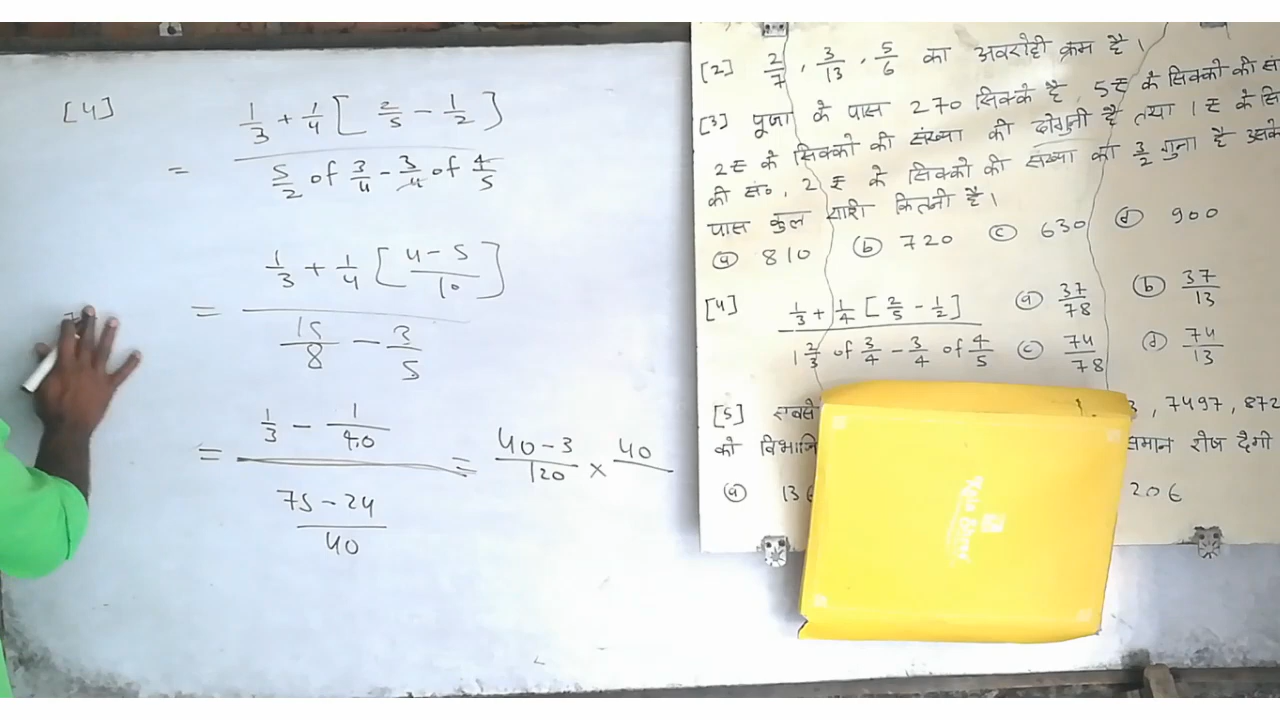 [4] 1/3 + 1/4 [ 2/5 - 1/2 ]
= 5/2 of 3/4 - 3/4 of 4/5
= 1/3 + 1/4 [ 4-5/10 ]
15/8 - 3/5
= 1/3 - 1/40 = 40-3/120 × 40
75-24/40
[2] 2/7 , 3/13 , 5/6 का अवरोही क्रम है।
[3] पूजा के पास 270 सिक्के है, 5₹ के सिक्को की सं
2₹ के सिक्को की संख्या की दोगुनी है तथा 1₹ के सि
की सं०, 2₹ के सिक्को की संख्या का 3/2 गुना है उसके
पास कुल राशी कितनी है।
(a) 810 (b) 720 (c) 630 (d) 900
[4] 1/3 + 1/4 [ 2/5 - 1/2 ] (a) 37/78 (b) 37/13
1 2/3 of 3/4 - 3/4 of 4/5 (c) 74/78 (d) 74/13
[5] सबसे 3, 7497, 872
को विभाजि समान शेष देगी
(a) 136 206